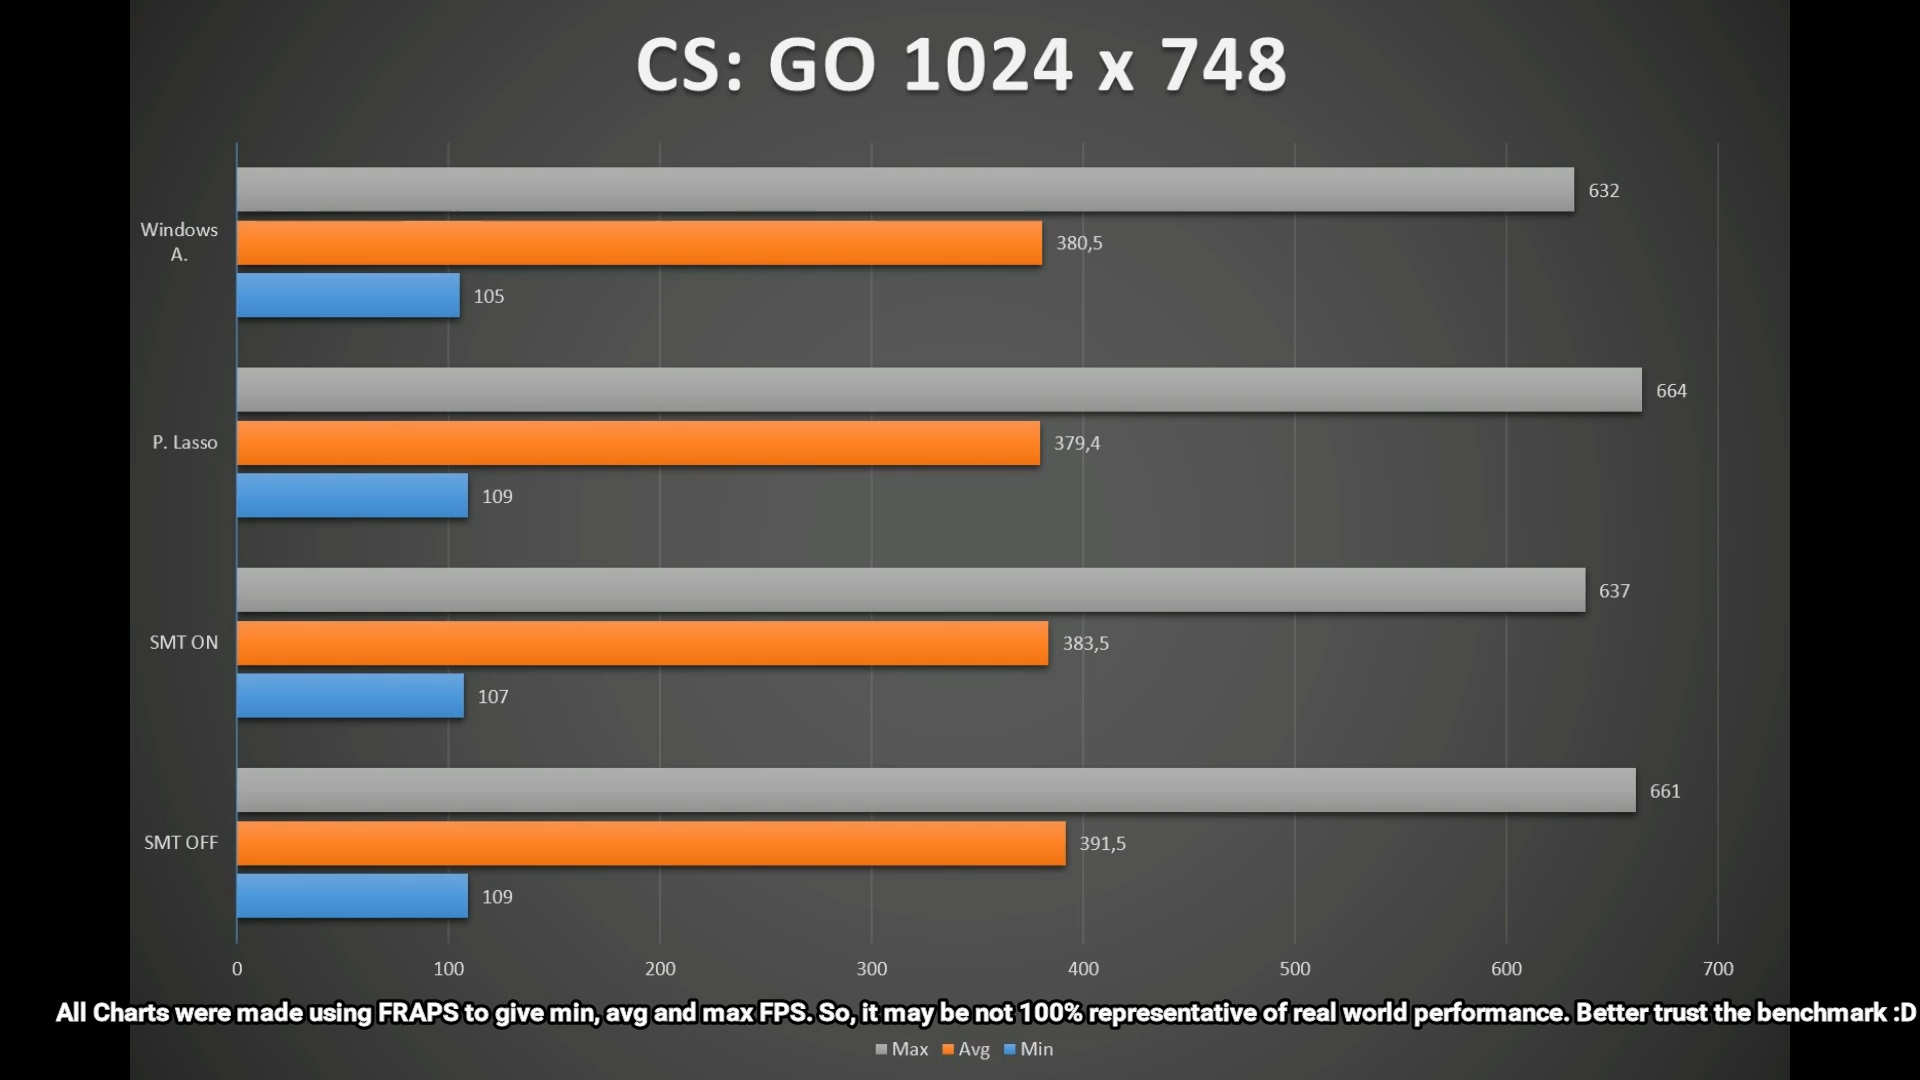 CS: GO 1024 x 748
632
Windows
A.
380,5
105
664
P. Lasso
379,4
109
637
SMT ON
383,5
107
661
SMT OFF
391,5
109
0 100 200 300 400 500 600 700
All Charts were made using FRAPS to give min, avg and max FPS. So, it may be not 100% representative of real world performance. Better trust the benchmark :D
Max Avg Min